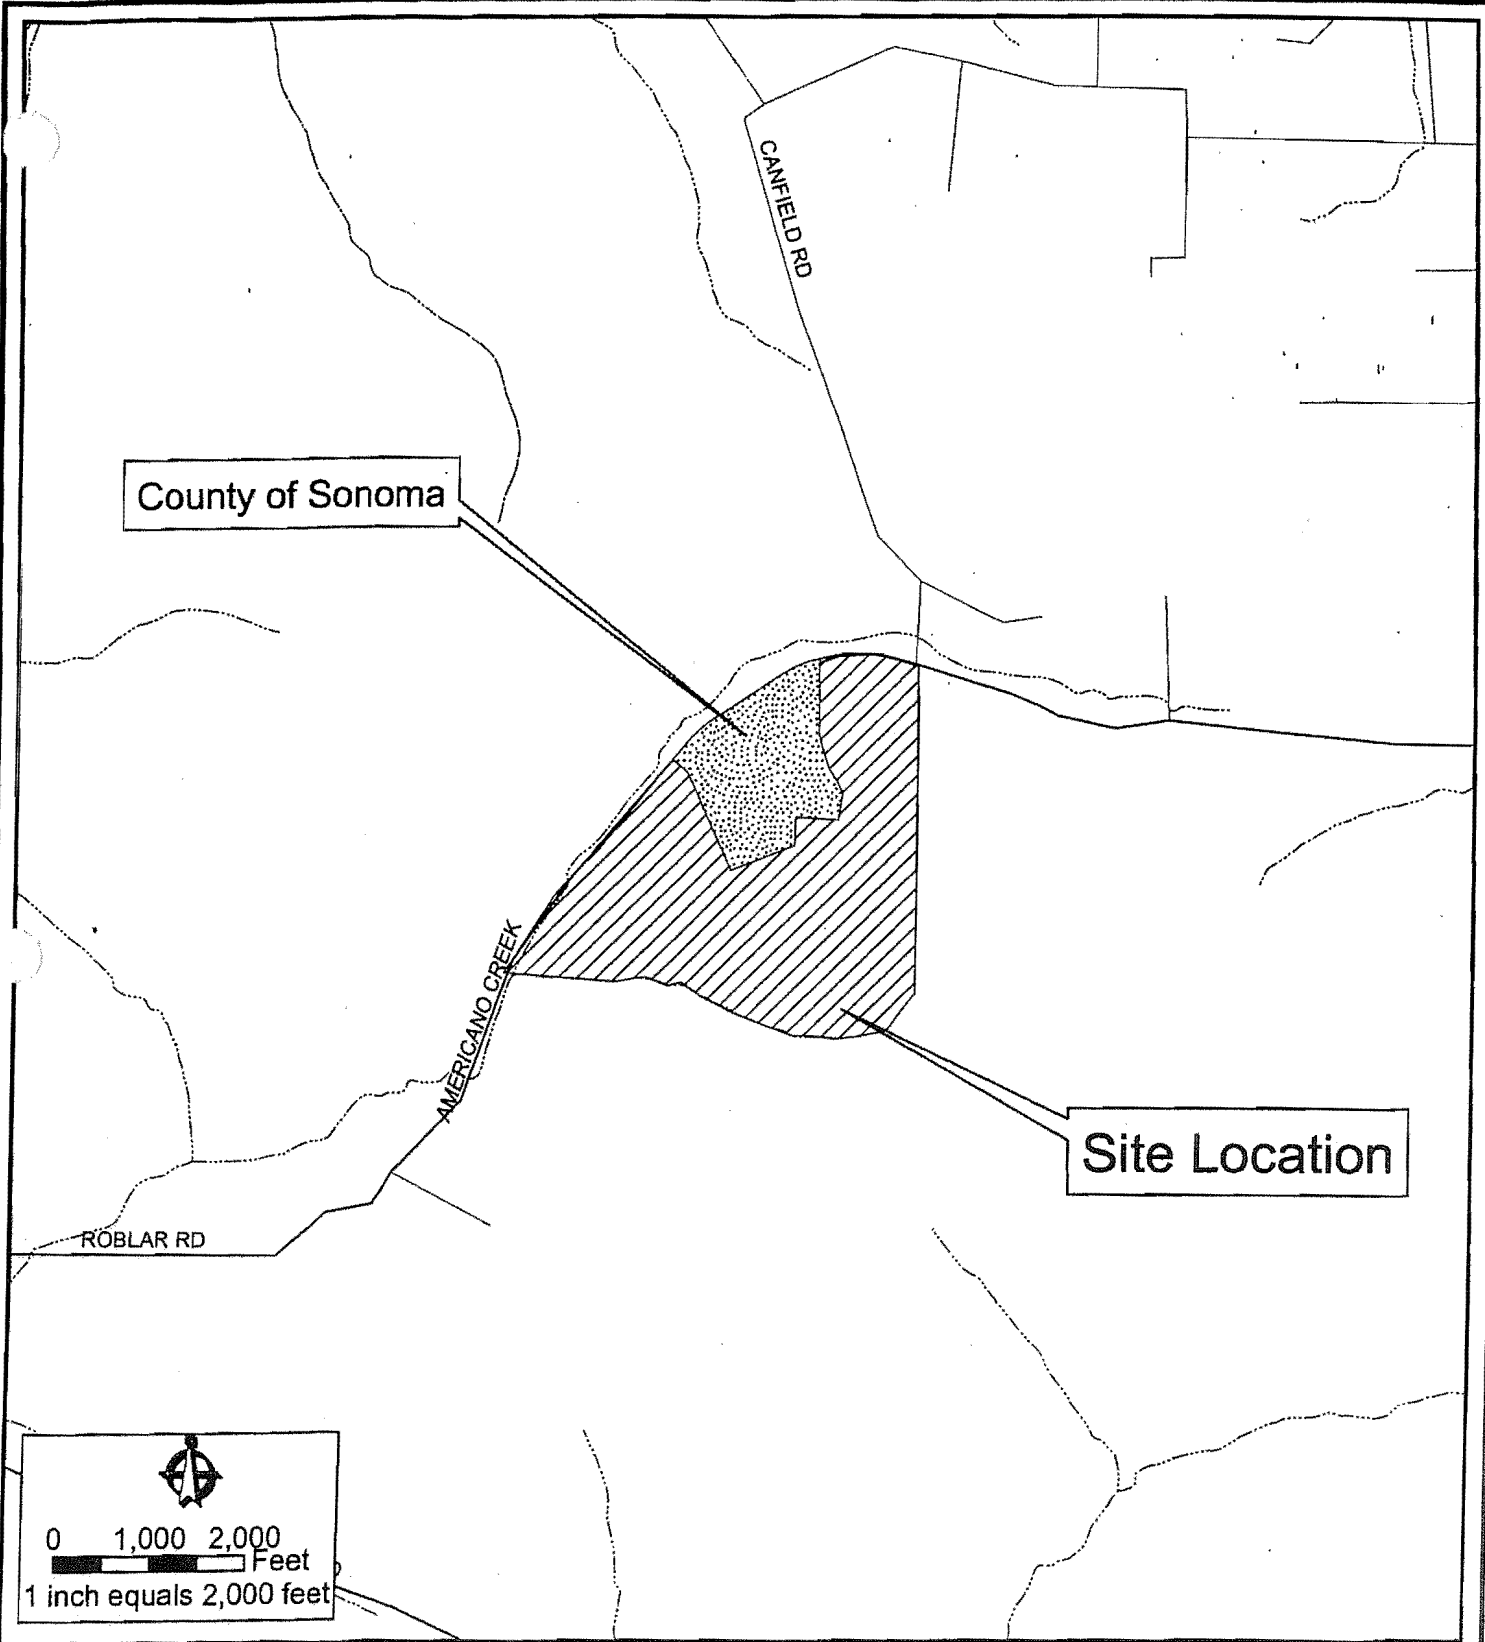 CANFIELD RD
County of Sonoma
AMERICANO CREEK
Site Location
ROBLAR RD
0 1,000 2,000
Feet
1 inch equals 2,000 feet